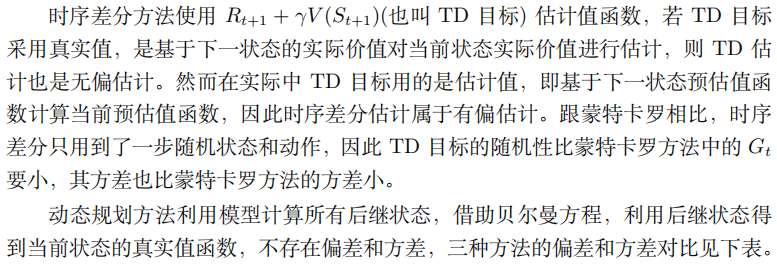 时序差分方法使用 $R_{t+1} + \gamma V(S_{t+1})$(也叫 TD 目标) 估计值函数，若 TD 目标
采用真实值，是基于下一状态的实际价值对当前状态实际价值进行估计，则 TD 估
计也是无偏估计。然而在实际中 TD 目标用的是估计值，即基于下一状态预估值函
数计算当前预估值函数，因此时序差分估计属于有偏估计。跟蒙特卡罗相比，时序
差分只用到了一步随机状态和动作，因此 TD 目标的随机性比蒙特卡罗方法中的 $G_t$
要小，其方差也比蒙特卡罗方法的方差小。
动态规划方法利用模型计算所有后继状态，借助贝尔曼方程，利用后继状态得
到当前状态的真实值函数，不存在偏差和方差，三种方法的偏差和方差对比见下表。